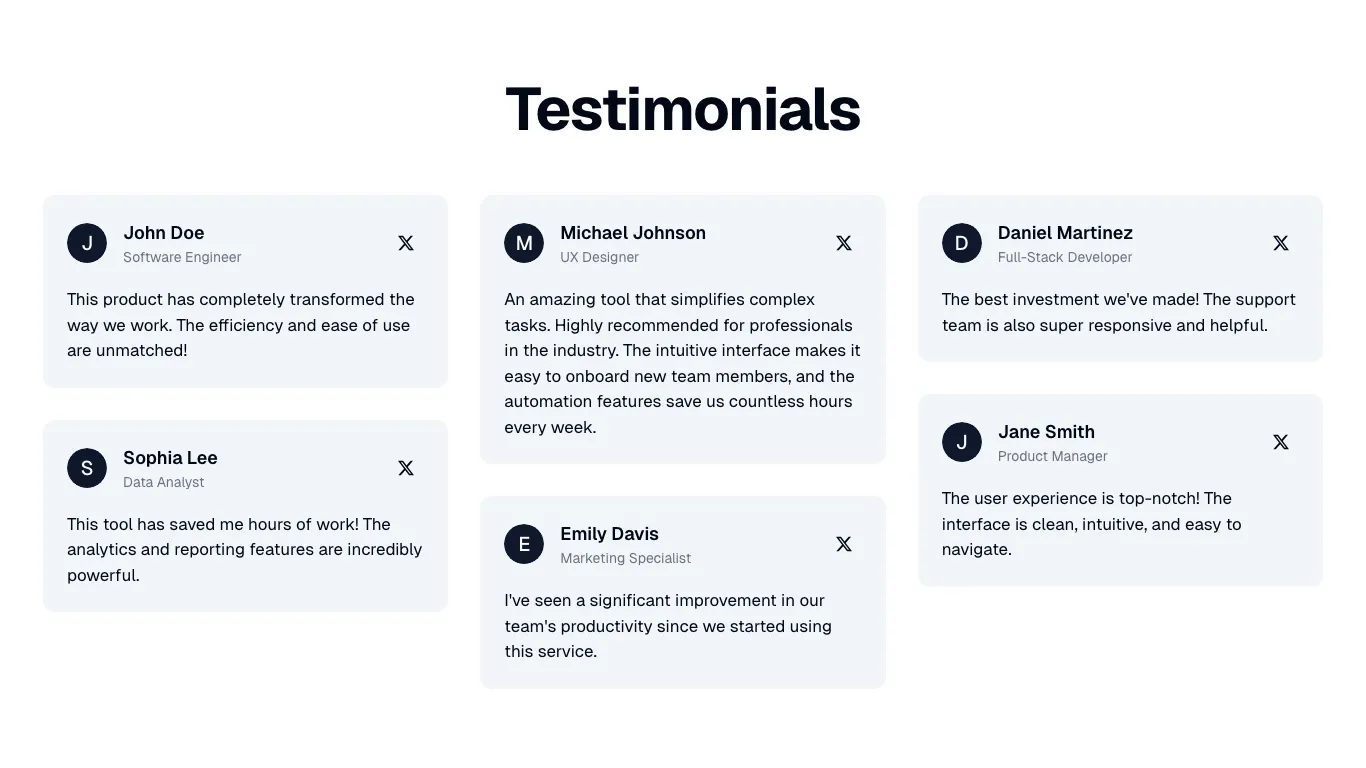 Testimonials
J
John Doe
Software Engineer
This product has completely transformed the
way we work. The efficiency and ease of use
are unmatched!
S
Sophia Lee
Data Analyst
This tool has saved me hours of work! The
analytics and reporting features are incredibly
powerful.
M
Michael Johnson
UX Designer
An amazing tool that simplifies complex
tasks. Highly recommended for professionals
in the industry. The intuitive interface makes it
easy to onboard new team members, and the
automation features save us countless hours
every week.
E
Emily Davis
Marketing Specialist
I've seen a significant improvement in our
team's productivity since we started using
this service.
D
Daniel Martinez
Full-Stack Developer
The best investment we've made! The support
team is also super responsive and helpful.
J
Jane Smith
Product Manager
The user experience is top-notch! The
interface is clean, intuitive, and easy to
navigate.